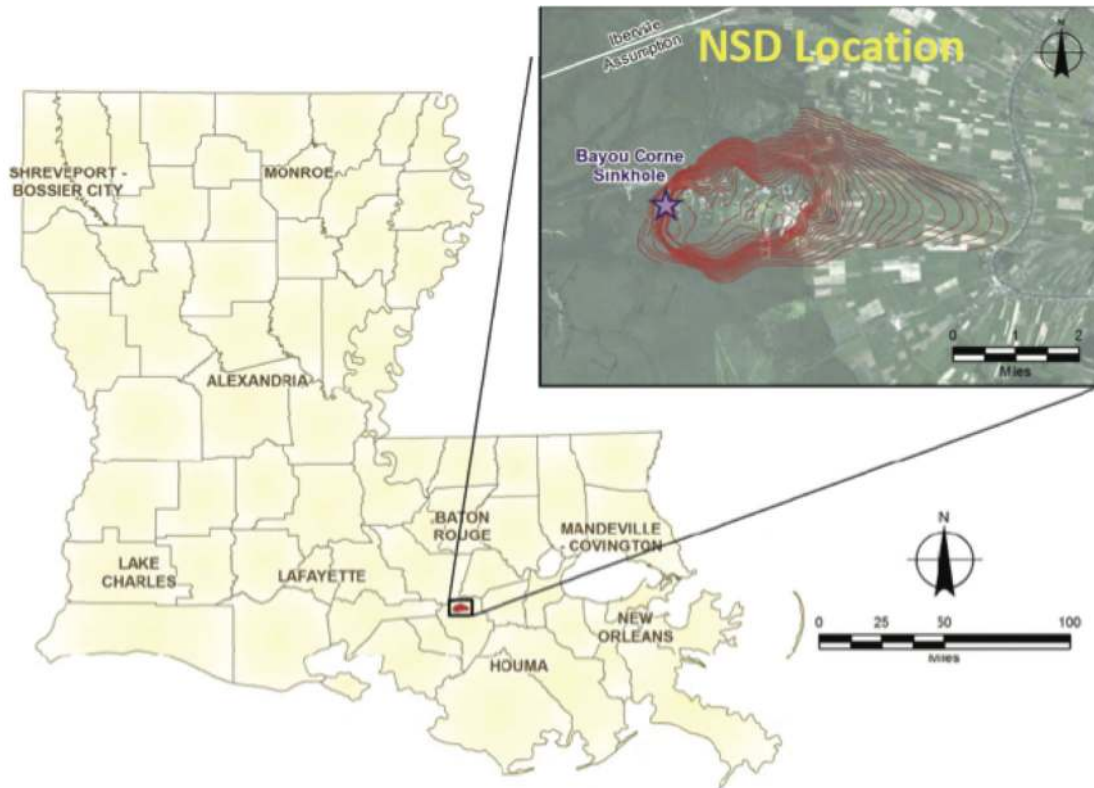 Iberville
Assumption
NSD Location
N
Bayou Corne
Sinkhole
0 1 2
Miles
SHREVEPORT -
BOSSIER CITY
MONROE
ALEXANDRIA
BATON
ROUGE
MANDEVILLE
- COVINGTON
LAKE
CHARLES
LAFAYETTE
NEW
ORLEANS
HOUMA
N
0 25 50 100
Miles